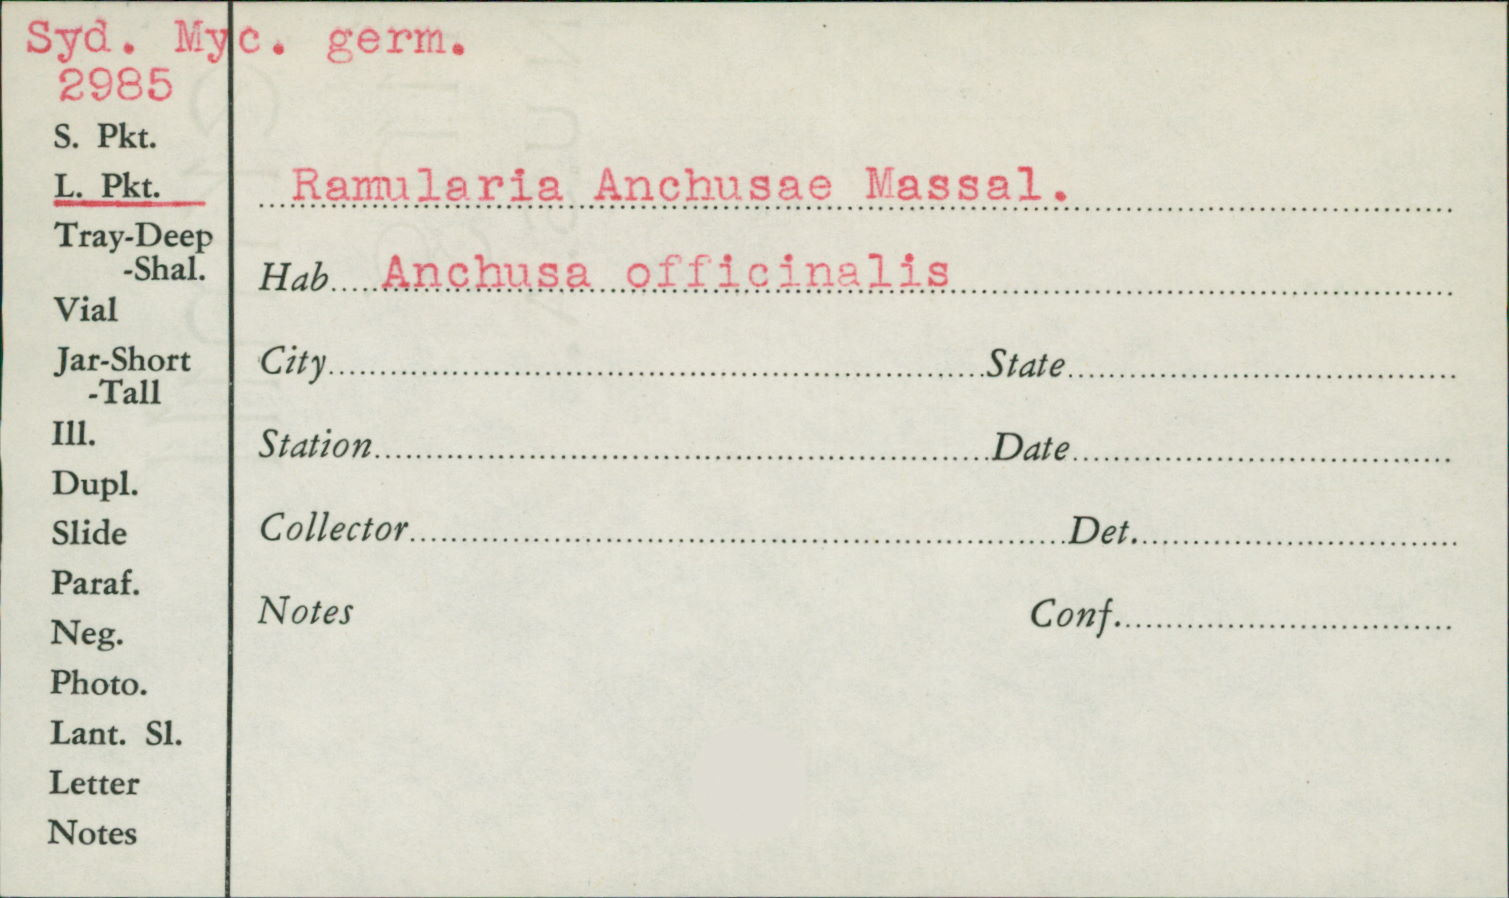 Syd. Myc. germ.
2985
S. Pkt.
L. Pkt.
Tray-Deep
-Shal.
Vial
Jar-Short
-Tall
Ill.
Dupl.
Slide
Paraf.
Neg.
Photo.
Lant. Sl.
Letter
Notes
Ramularia Anchusae Massal.
Hab....Anchusa officinalis
City State
Station Date
Collector Det.
Notes Conf.